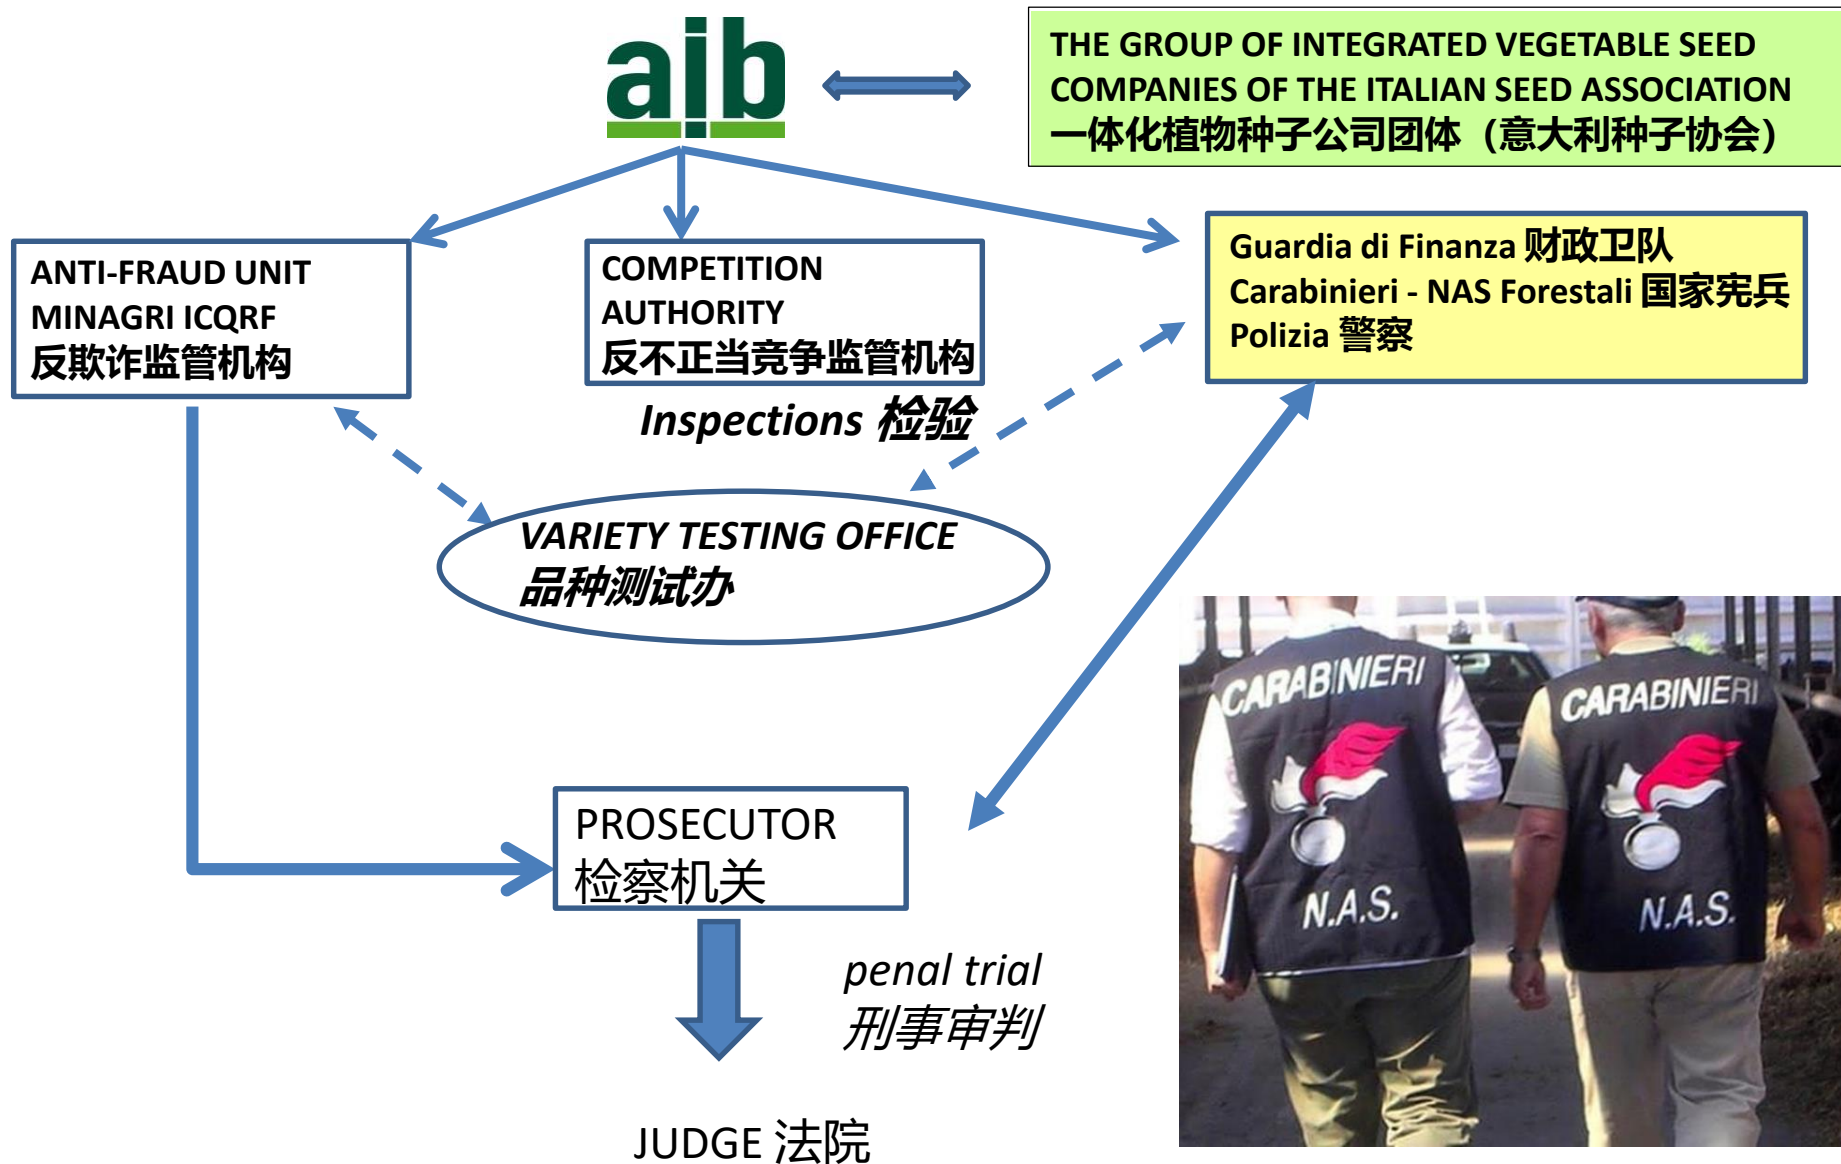 aib
THE GROUP OF INTEGRATED VEGETABLE SEED
COMPANIES OF THE ITALIAN SEED ASSOCIATION
一体化植物种子公司团体（意大利种子协会）
ANTI-FRAUD UNIT
MINAGRI ICQRF
反欺诈监管机构
COMPETITION
AUTHORITY
反不正当竞争监管机构
Guardia di Finanza 财政卫队
Carabinieri - NAS Forestali 国家宪兵
Polizia 警察
Inspections 检验
VARIETY TESTING OFFICE
品种测试办
PROSECUTOR
检察机关
penal trial
刑事审判
JUDGE 法院
CARABINIERI
N.A.S.
CARABINIERI
N.A.S.